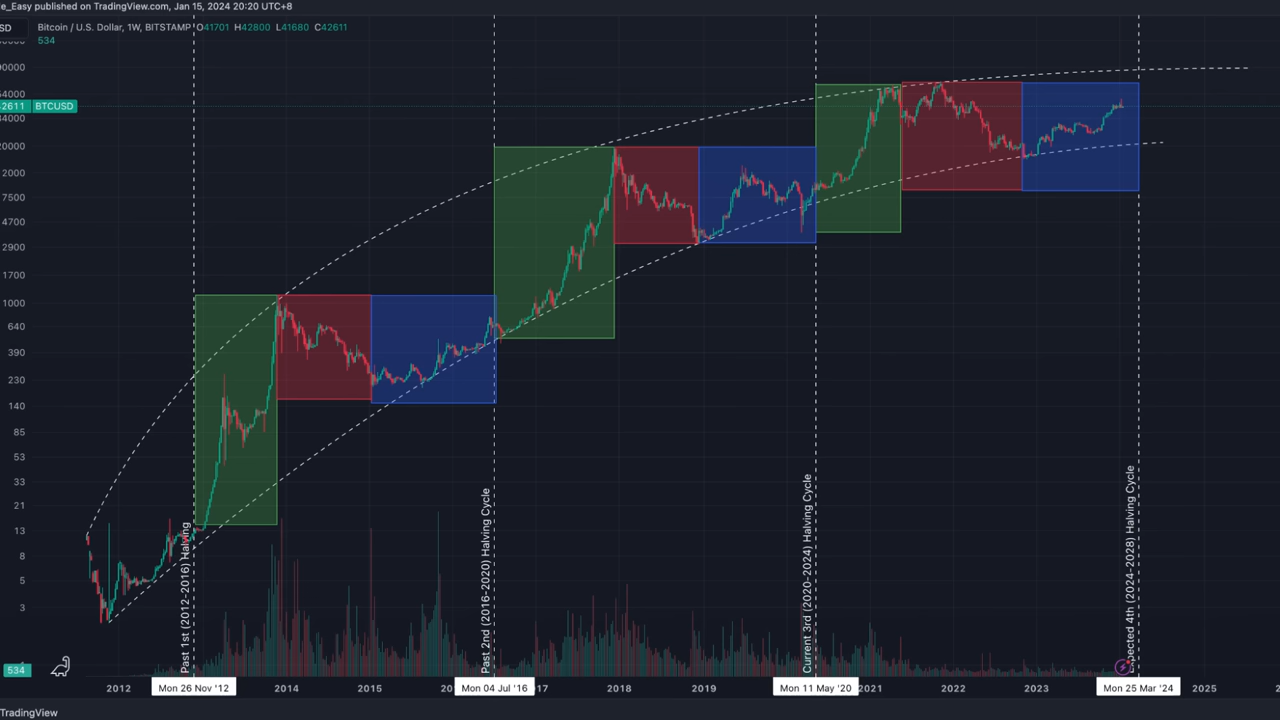 e_Easy published on TradingView.com, Jan 15, 2024 20:20 UTC+8
SD
Bitcoin / U.S. Dollar, 1W, BITSTAMP O41701 H42800 L41680 C42611
534
90000
54000
42611 BTCUSD
34000
20000
12000
7500
4700
2900
1700
1000
640
390
230
140
85
53
33
21
13
8
5
3
534
Past 1st (2012-2016) Halving
Past 2nd (2016-2020) Halving Cycle
Current 3rd (2020-2024) Halving Cycle
pected 4th (2024-2028) Halving Cycle
2012
Mon 26 Nov '12
2014
2015
20
Mon 04 Jul '16
17
2018
2019
Mon 11 May '20
2021
2022
2023
Mon 25 Mar '24
2025
TradingView